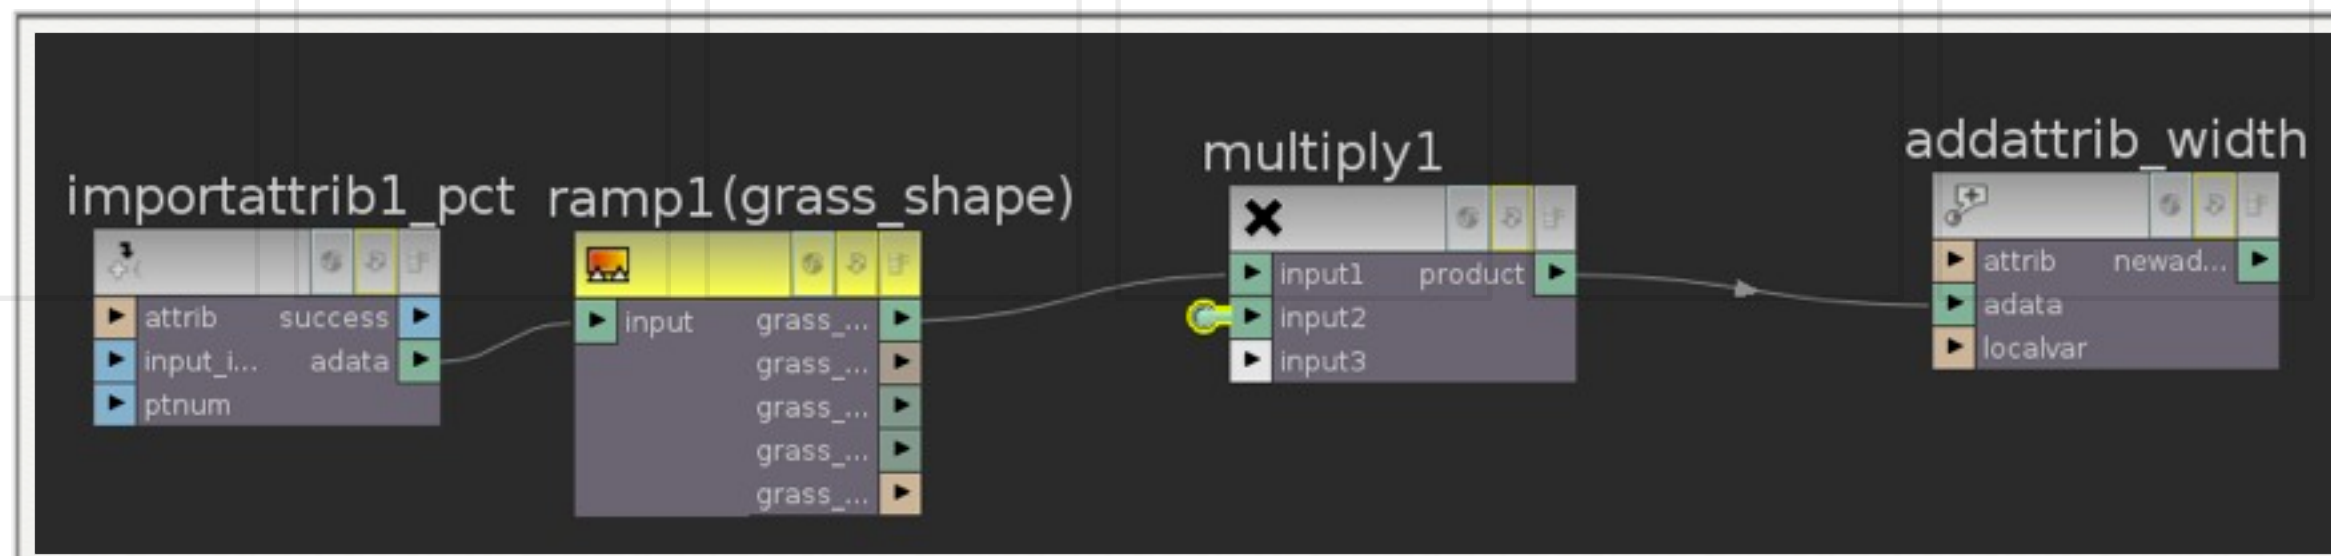 importattrib1_pct
attrib success
input_i... adata
ptnum
ramp1(grass_shape)
input grass_...
grass_...
grass_...
grass_...
grass_...
multiply1
input1 product
input2
input3
addattrib_width
attrib newad...
adata
localvar